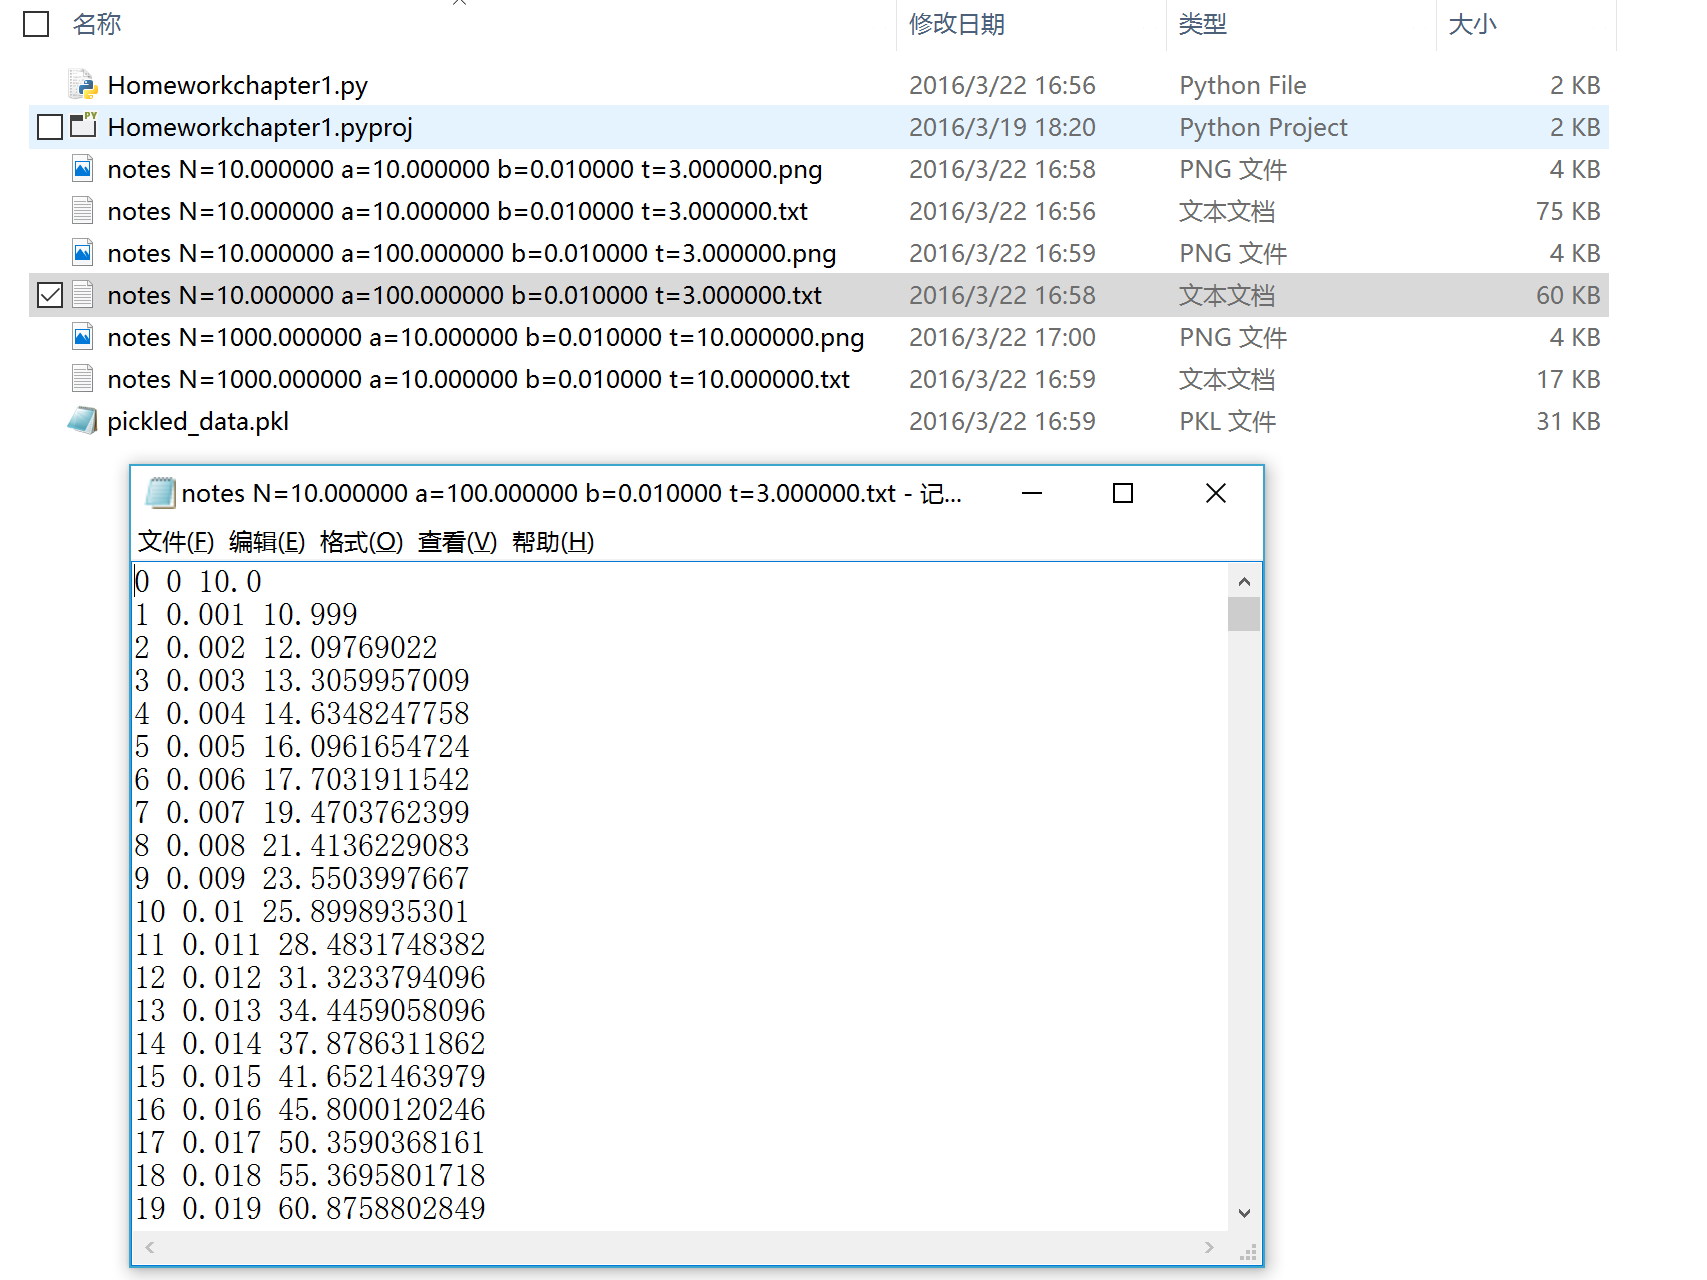 名称 修改日期 类型 大小
Homeworkchapter1.py 2016/3/22 16:56 Python File 2 KB
Homeworkchapter1.pyproj 2016/3/19 18:20 Python Project 2 KB
notes N=10.000000 a=10.000000 b=0.010000 t=3.000000.png 2016/3/22 16:58 PNG 文件 4 KB
notes N=10.000000 a=10.000000 b=0.010000 t=3.000000.txt 2016/3/22 16:56 文本文档 75 KB
notes N=10.000000 a=100.000000 b=0.010000 t=3.000000.png 2016/3/22 16:59 PNG 文件 4 KB
notes N=10.000000 a=100.000000 b=0.010000 t=3.000000.txt 2016/3/22 16:58 文本文档 60 KB
notes N=1000.000000 a=10.000000 b=0.010000 t=10.000000.png 2016/3/22 17:00 PNG 文件 4 KB
notes N=1000.000000 a=10.000000 b=0.010000 t=10.000000.txt 2016/3/22 16:59 文本文档 17 KB
pickled_data.pkl 2016/3/22 16:59 PKL 文件 31 KB
notes N=10.000000 a=100.000000 b=0.010000 t=3.000000.txt - 记...
文件(F) 编辑(E) 格式(O) 查看(V) 帮助(H)
0 0 10.0
1 0.001 10.999
2 0.002 12.09769022
3 0.003 13.3059957009
4 0.004 14.6348247758
5 0.005 16.0961654724
6 0.006 17.7031911542
7 0.007 19.4703762399
8 0.008 21.4136229083
9 0.009 23.5503997667
10 0.01 25.8998935301
11 0.011 28.4831748382
12 0.012 31.3233794096
13 0.013 34.4459058096
14 0.014 37.8786311862
15 0.015 41.6521463979
16 0.016 45.8000120246
17 0.017 50.3590368161
18 0.018 55.3695801718
19 0.019 60.8758802849